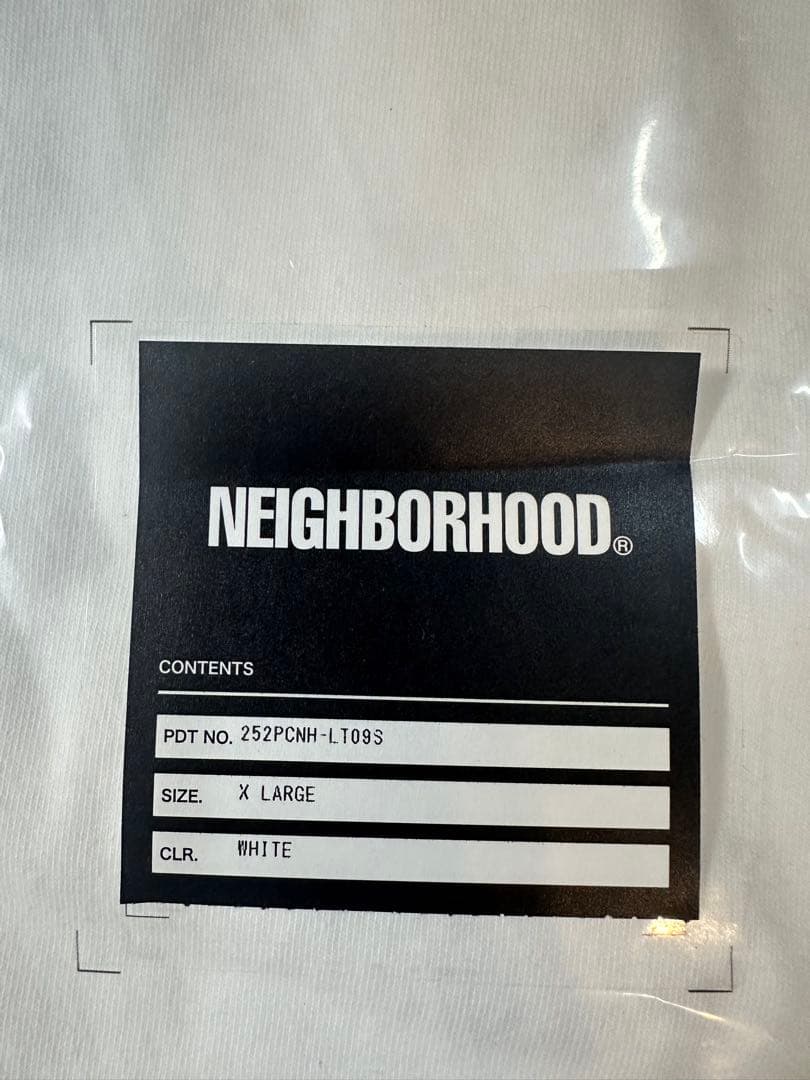 NEIGHBORHOOD®
CONTENTS
PDT NO. 252PCNH-LT09S
SIZE. X LARGE
CLR. WHITE